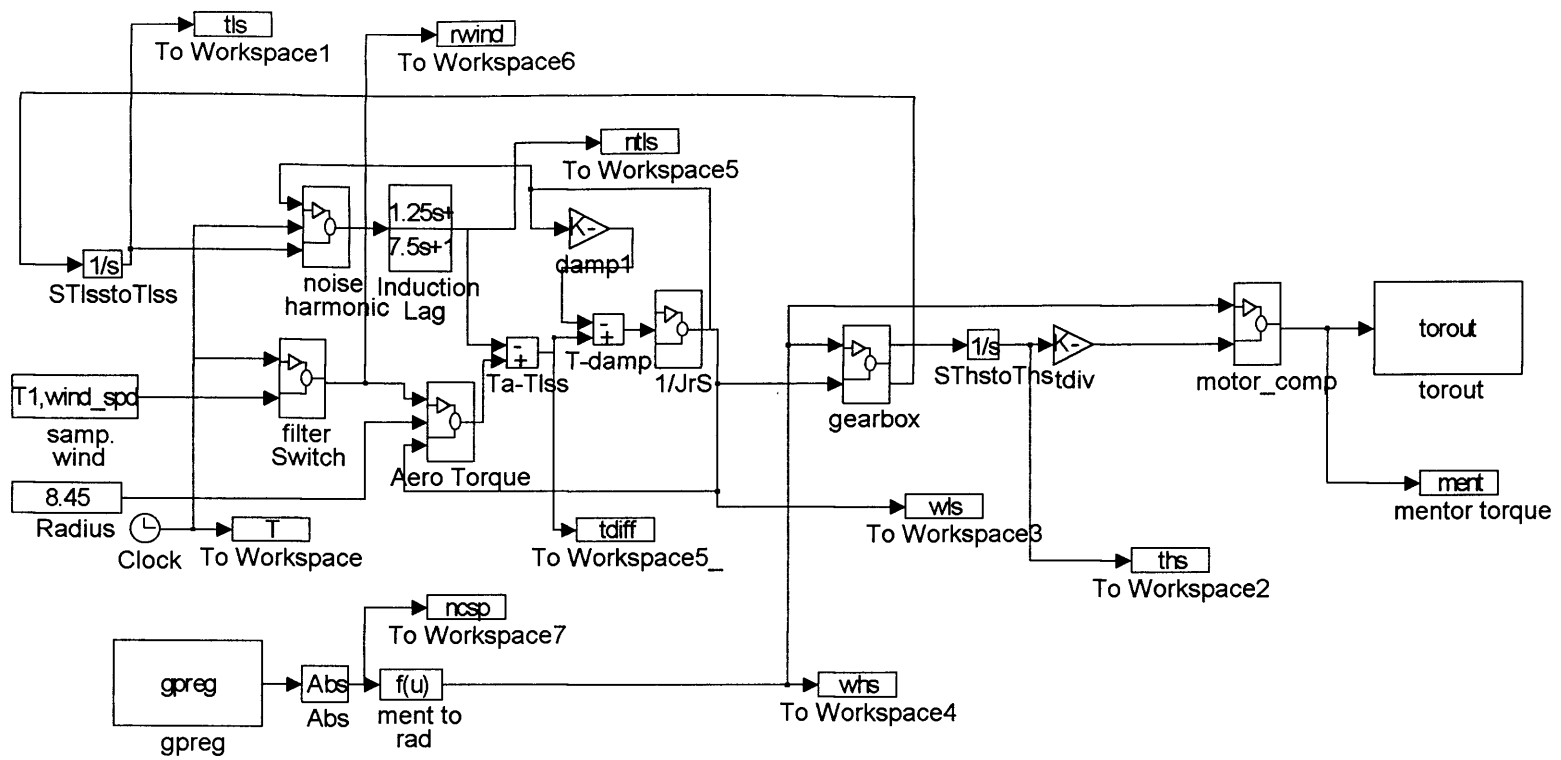 tls
To Workspace1
rwind
To Workspace6
ntls
To Workspace5
1.25s+
7.5s+1
Induction
Lag
noise
harmonic
K-
damp1
1/s
STlsstoTlss
-
+
Ta-Tlss
-
+
T-damp
1/JrS
T1,wind_spd
samp.
wind
filter
Switch
Aero Torque
8.45
Radius
Clock
T
To Workspace
tdiff
To Workspace5_
gearbox
1/s
SThstoThs
K-
tdiv
motor_comp
torout
torout
wls
To Workspace3
ment
mentor torque
ths
To Workspace2
ncsp
To Workspace7
gpreg
gpreg
Abs
Abs
f(u)
ment to
rad
whs
To Workspace4